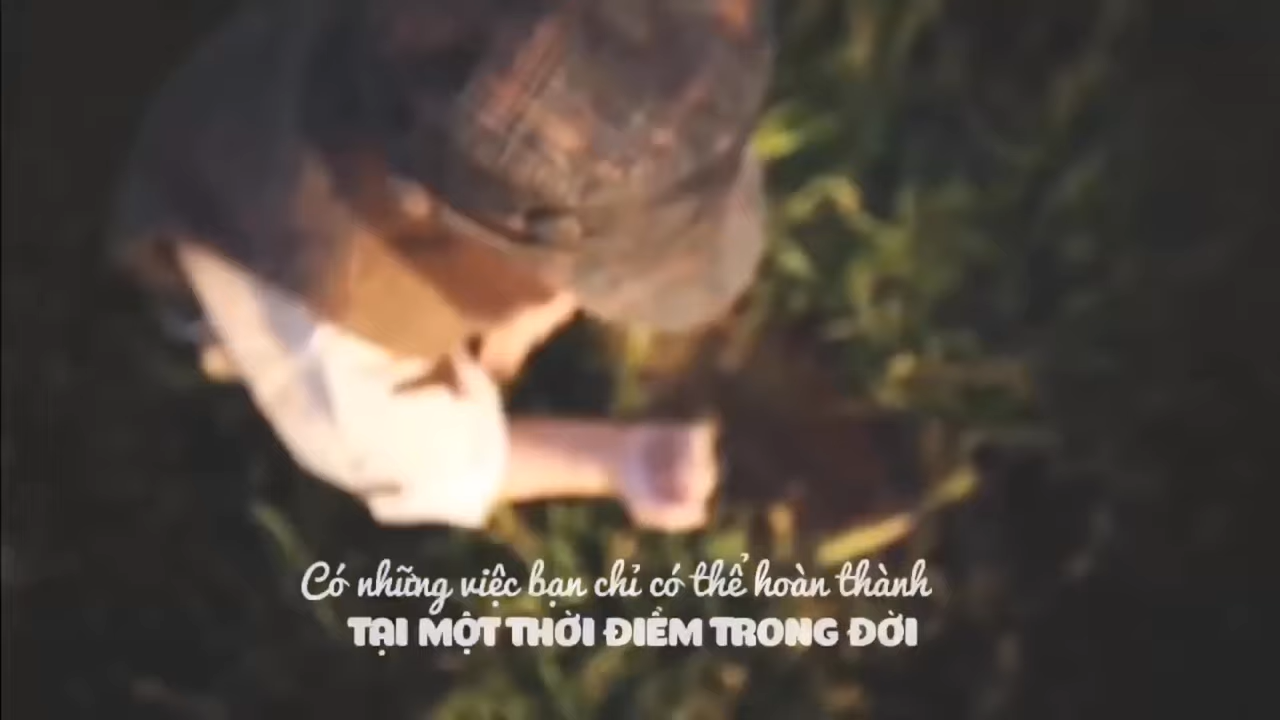 Có những việc bạn chỉ có thể hoàn thành
TẠI MỘT THỜI ĐIỂM TRONG ĐỜI